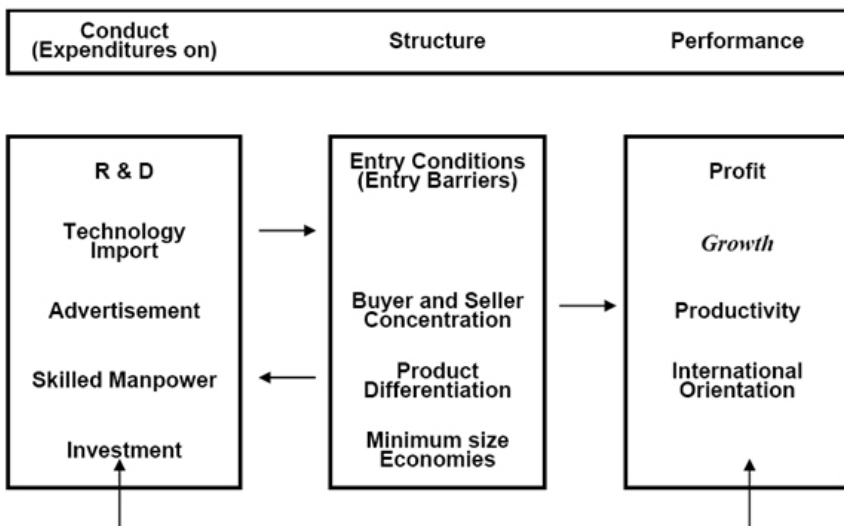 Conduct
(Expenditures on)
Structure
Performance
R & D
Technology
Import
Advertisement
Skilled Manpower
Investment
Entry Conditions
(Entry Barriers)
Buyer and Seller
Concentration
Product
Differentiation
Minimum size
Economies
Profit
Growth
Productivity
International
Orientation